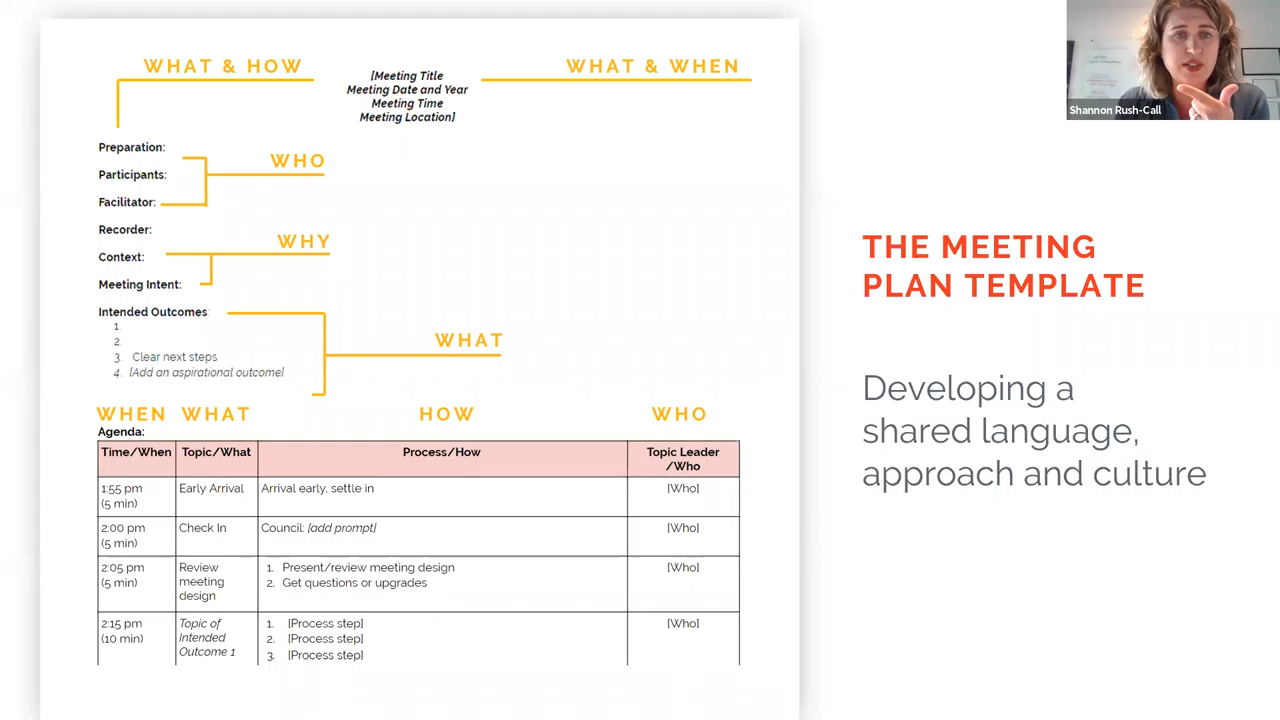 WHAT & HOW
WHAT & WHEN
[Meeting Title
Meeting Date and Year
Meeting Time
Meeting Location]
Preparation:
WHO
Participants:
Facilitator:
Recorder:
WHY
Context:
Meeting Intent:
Intended Outcomes
1.
2.
WHAT
3. Clear next steps
4. [Add an aspirational outcome]
WHEN WHAT HOW WHO
Agenda:
Time/When Topic/What Process/How Topic Leader
/Who
1:55 pm Early Arrival Arrival early, settle in [Who]
(5 min)
2:00 pm Check In Council: [add prompt] [Who]
(5 min)
2:05 pm Review 1. Present/review meeting design [Who]
(5 min) meeting 2. Get questions or upgrades
design
2:15 pm Topic of 1. [Process step] [Who]
(10 min) Intended 2. [Process step]
Outcome 1 3. [Process step]
Shannon Rush-Call
THE MEETING
PLAN TEMPLATE
Developing a
shared language,
approach and culture